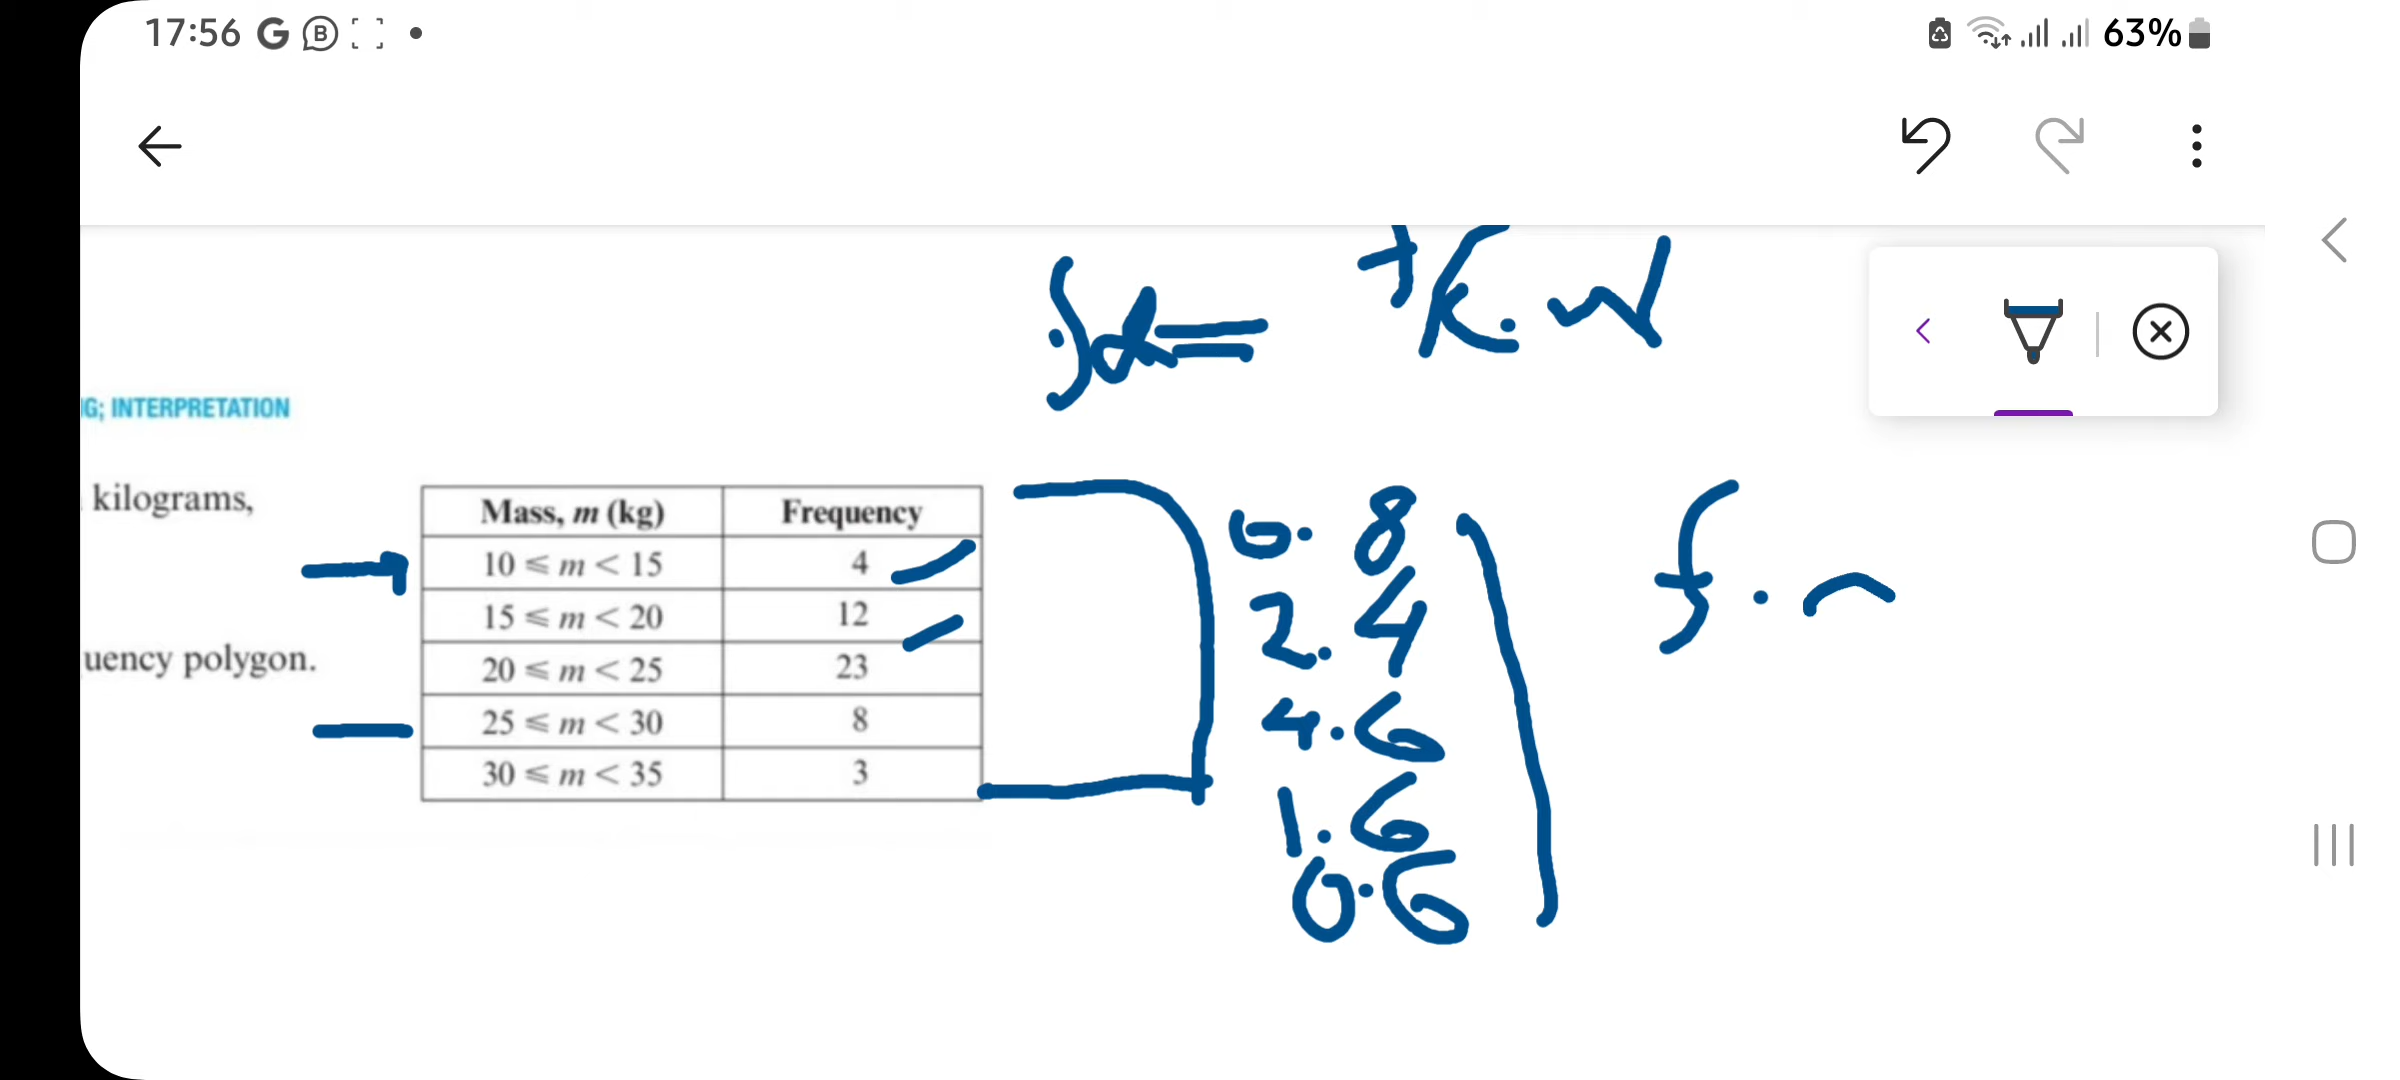 17:56 G B 63%
G; INTERPRETATION
kilograms,
uency polygon.
Mass, m (kg) Frequency
10 ⩽ m < 15 4
15 ⩽ m < 20 12
20 ⩽ m < 25 23
25 ⩽ m < 30 8
30 ⩽ m < 35 3
0.8
2.4
4.6
1.6
0.6